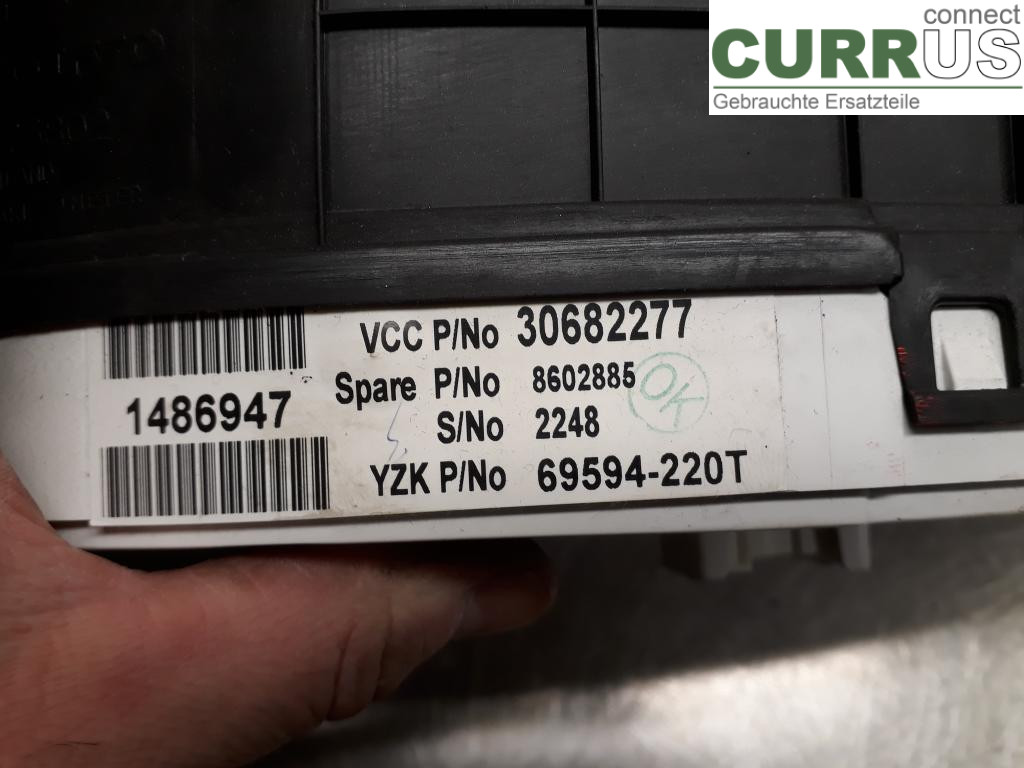 connect
CURRUS
Gebrauchte Ersatzteile
VCC P/No 30682277
Spare P/No 8602885
OK
1486947
S/No 2248
YZK P/No 69594-220T